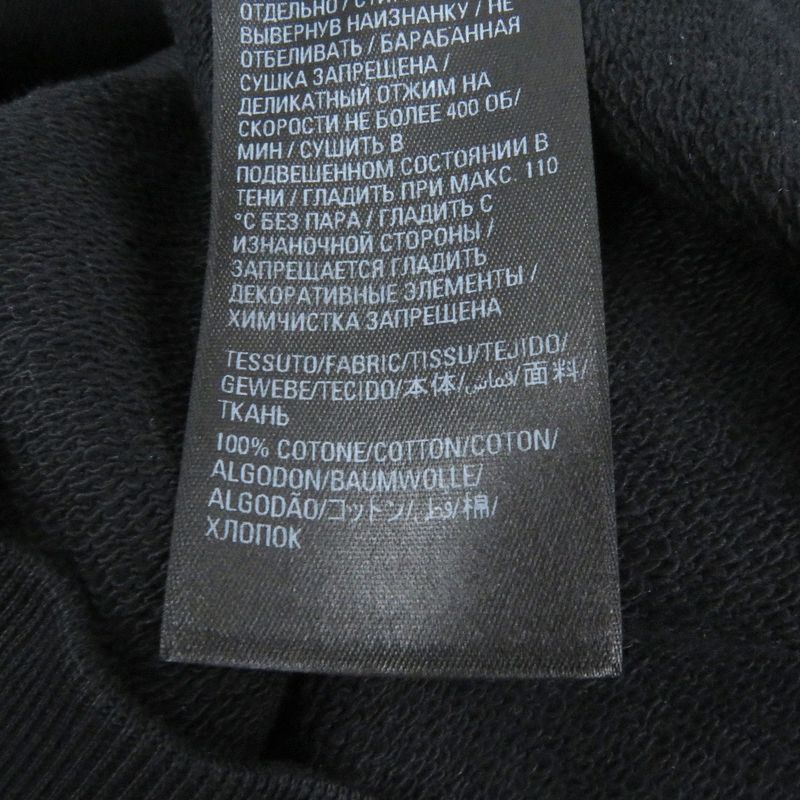 ОТДЕЛЬНО /
ВЫВЕРНУВ НАИЗНАНКУ / НЕ
ОТБЕЛИВАТЬ / БАРАБАННАЯ
СУШКА ЗАПРЕЩЕНА /
ДЕЛИКАТНЫЙ ОТЖИМ НА
СКОРОСТИ НЕ БОЛЕЕ 400 ОБ/
МИН / СУШИТЬ В
ПОДВЕШЕННОМ СОСТОЯНИИ В
ТЕНИ / ГЛАДИТЬ ПРИ МАКС. 110
°C БЕЗ ПАРА / ГЛАДИТЬ С
ИЗНАНОЧНОЙ СТОРОНЫ /
ЗАПРЕЩАЕТСЯ ГЛАДИТЬ
ДЕКОРАТИВНЫЕ ЭЛЕМЕНТЫ /
ХИМЧИСТКА ЗАПРЕЩЕНА
TESSUTO/FABRIC/TISSU/TEJIDO/
GEWEBE/TECIDO/本体/قماش/面料/
ТКАНЬ
100% COTONE/COTTON/COTON/
ALGODON/BAUMWOLLE/
ALGODÃO/コットン/قطن/棉/
ХЛОПОК